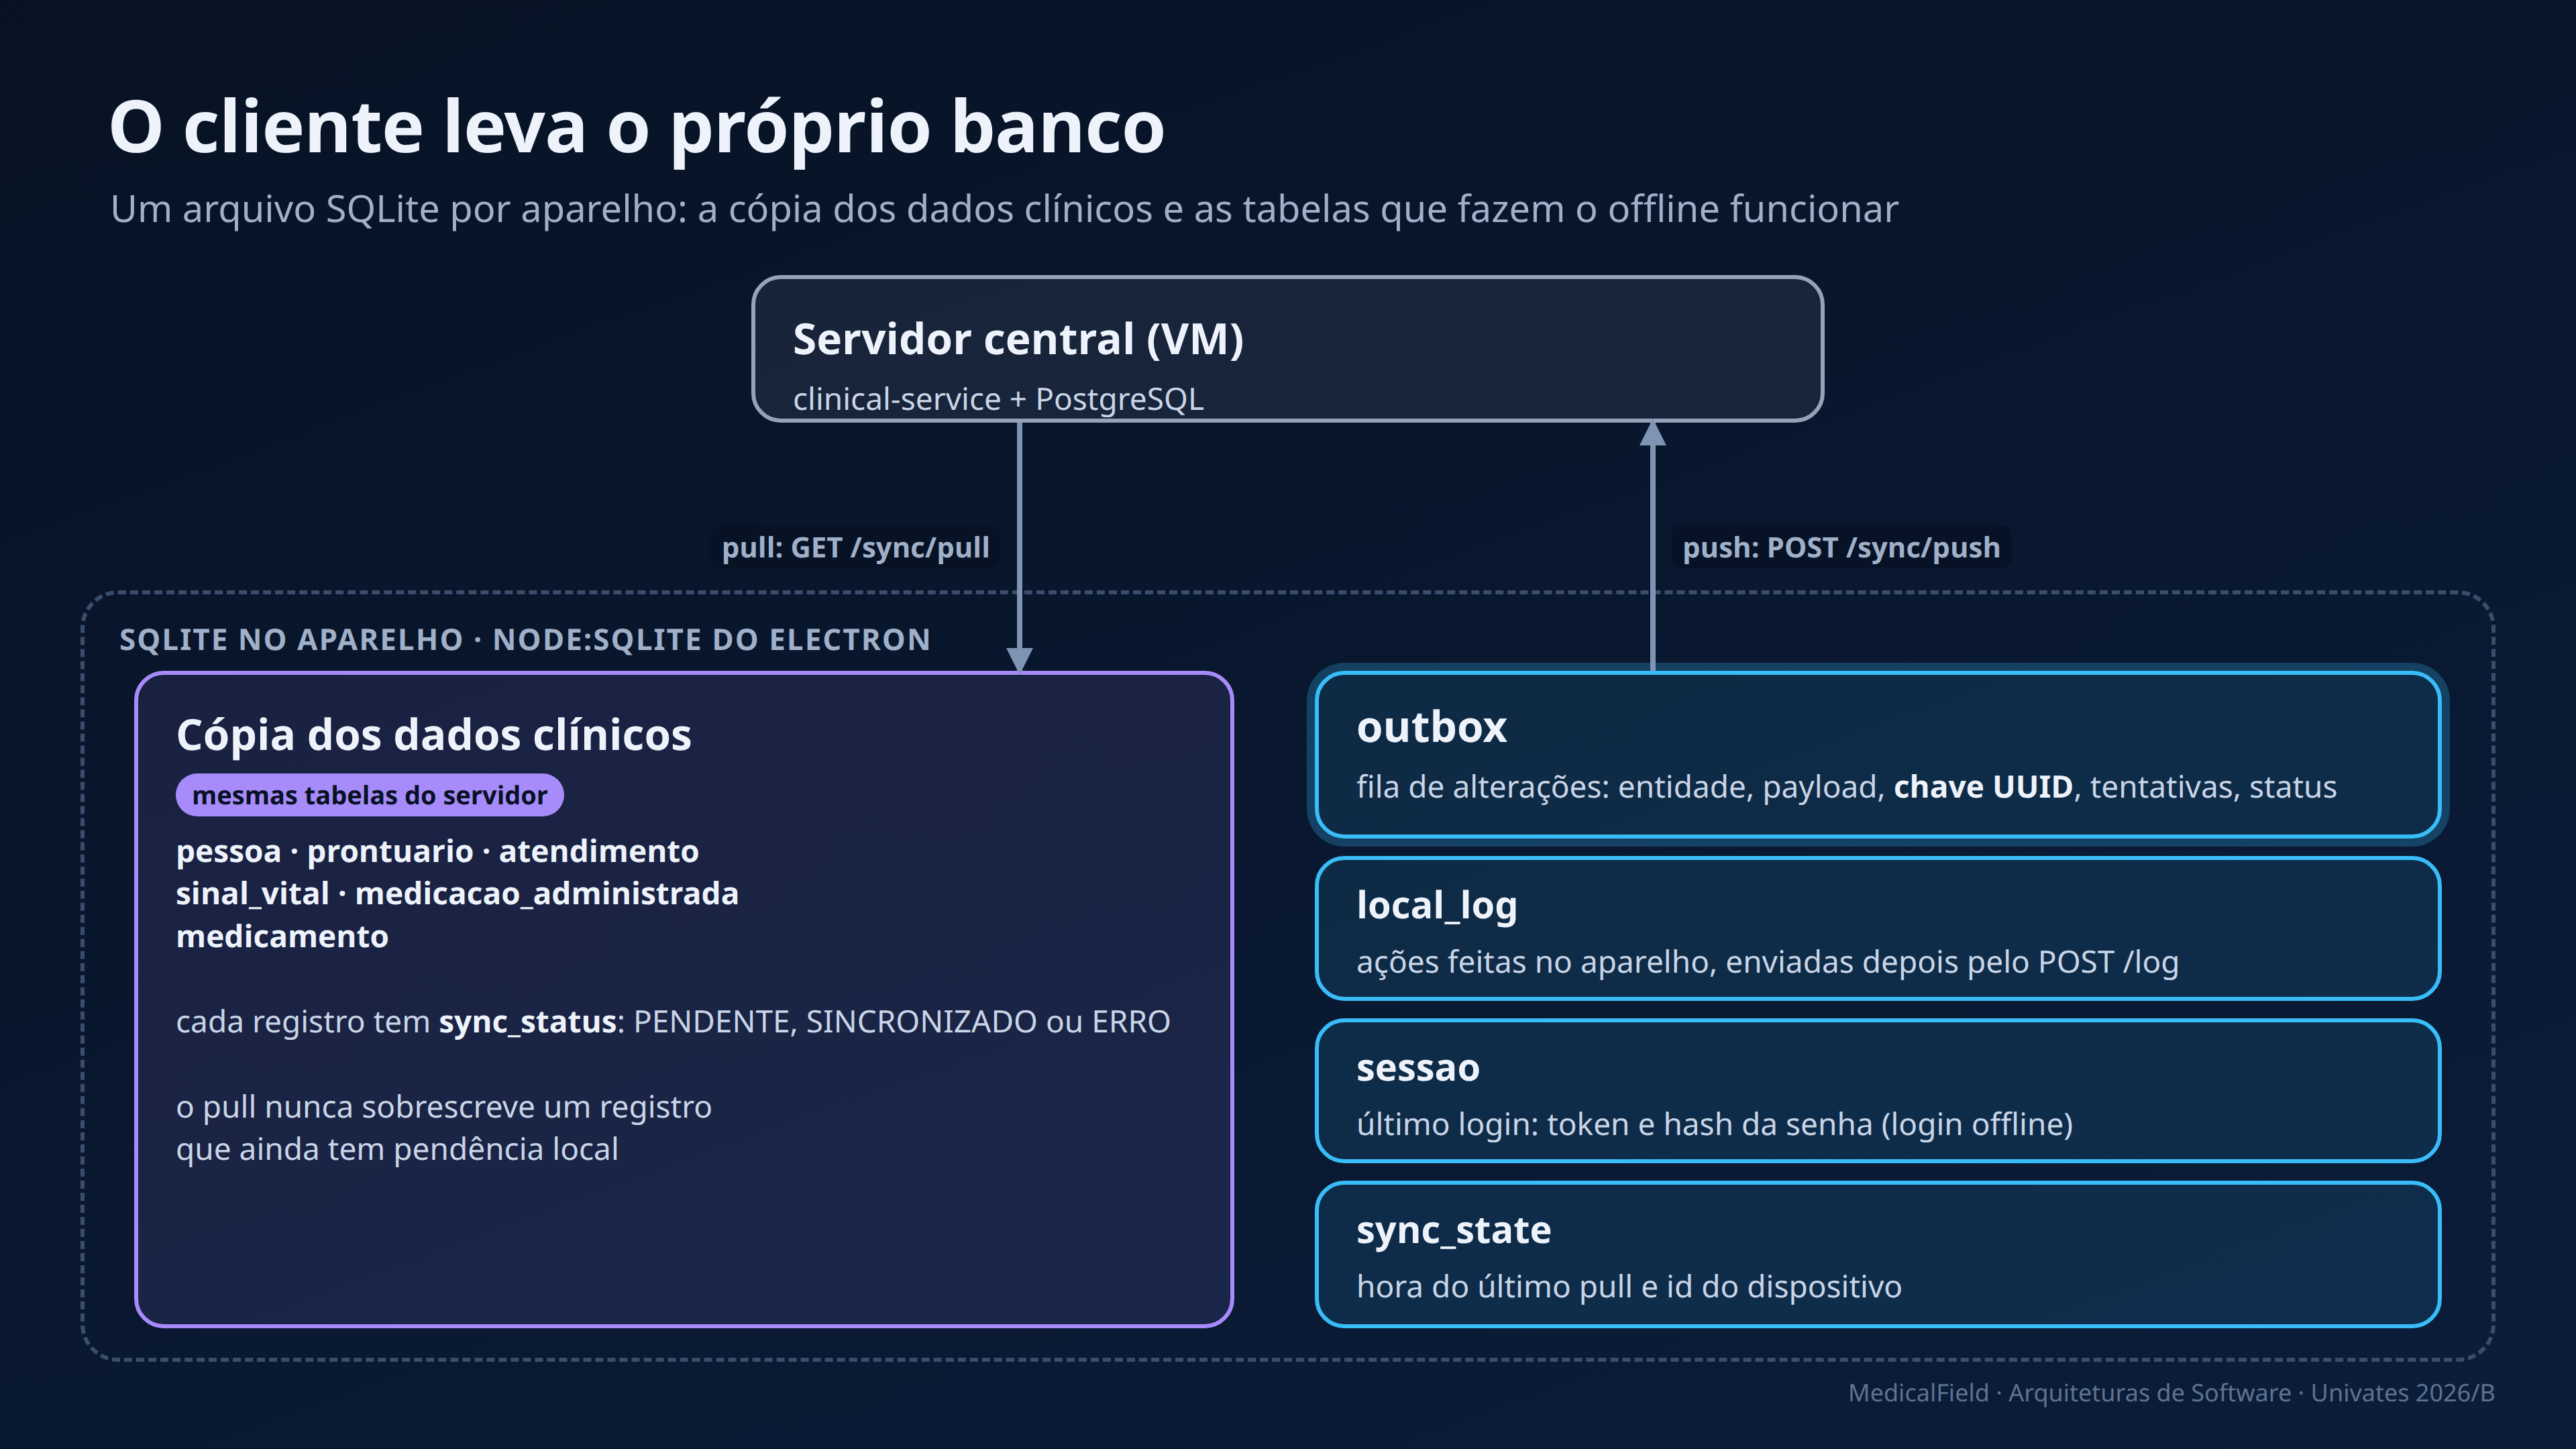 O cliente leva o próprio banco
Um arquivo SQLite por aparelho: a cópia dos dados clínicos e as tabelas que fazem o offline funcionar
Servidor central (VM)
clinical-service + PostgreSQL
pull: GET /sync/pull
push: POST /sync/push
SQLITE NO APARELHO · NODE:SQLITE DO ELECTRON
Cópia dos dados clínicos
mesmas tabelas do servidor
pessoa · prontuario · atendimento
sinal_vital · medicacao_administrada
medicamento
cada registro tem sync_status: PENDENTE, SINCRONIZADO ou ERRO
o pull nunca sobrescreve um registro
que ainda tem pendência local
outbox
fila de alterações: entidade, payload, chave UUID, tentativas, status
local_log
ações feitas no aparelho, enviadas depois pelo POST /log
sessao
último login: token e hash da senha (login offline)
sync_state
hora do último pull e id do dispositivo
MedicalField · Arquiteturas de Software · Univates 2026/B